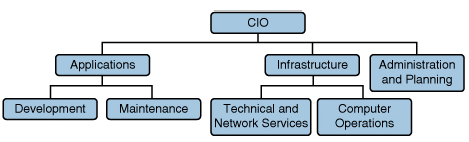 CIO
Applications
Infrastructure
Administration
and Planning
Development
Maintenance
Technical and
Network Services
Computer
Operations